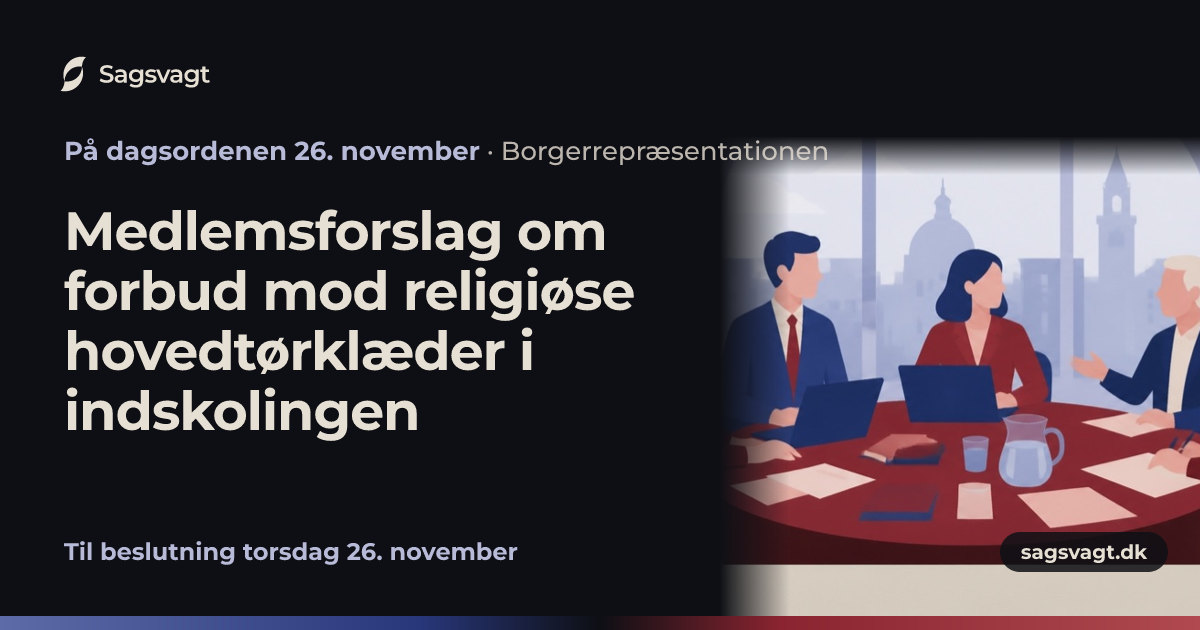 Sagsvagt
På dagsordenen 26. november · Borgerrepræsentationen
Medlemsforslag om
forbud mod religiøse
hovedtørklæder i
indskolingen
Til beslutning torsdag 26. november
sagsvagt.dk